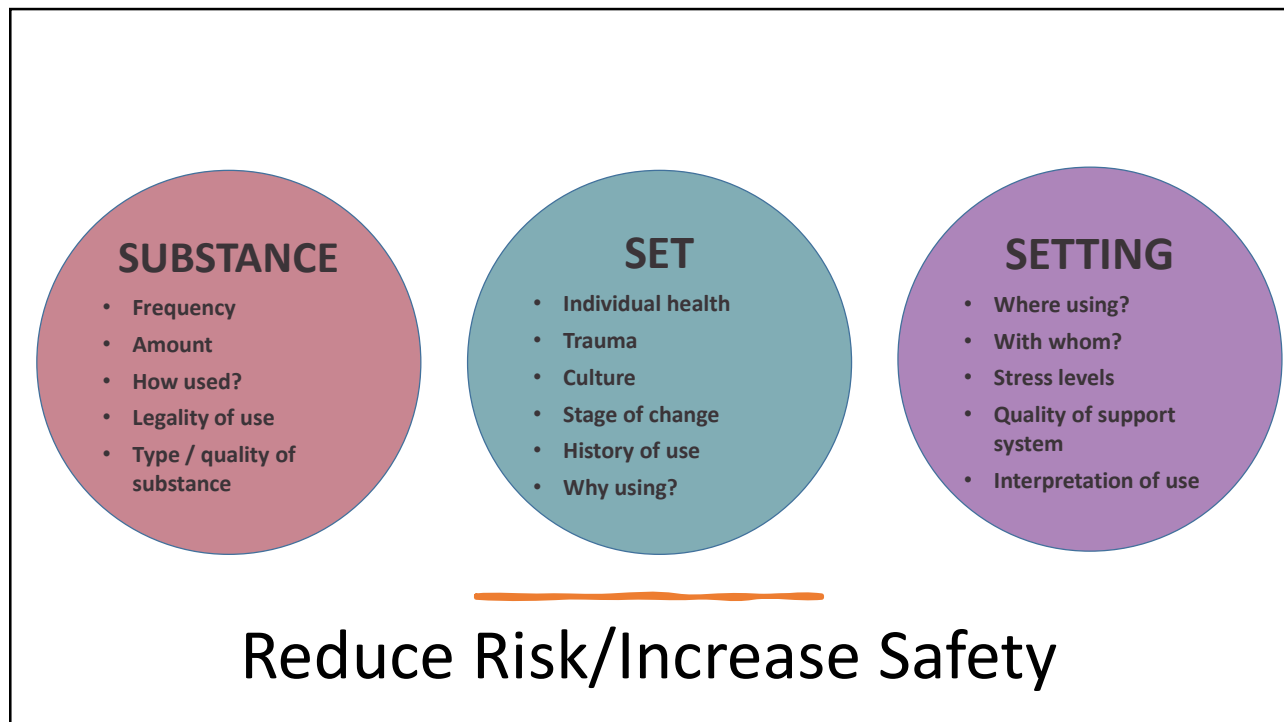 SUBSTANCE
• Frequency
• Amount
• How used?
• Legality of use
• Type / quality of
substance
SET
• Individual health
• Trauma
• Culture
• Stage of change
• History of use
• Why using?
SETTING
• Where using?
• With whom?
• Stress levels
• Quality of support
system
• Interpretation of use
Reduce Risk/Increase Safety